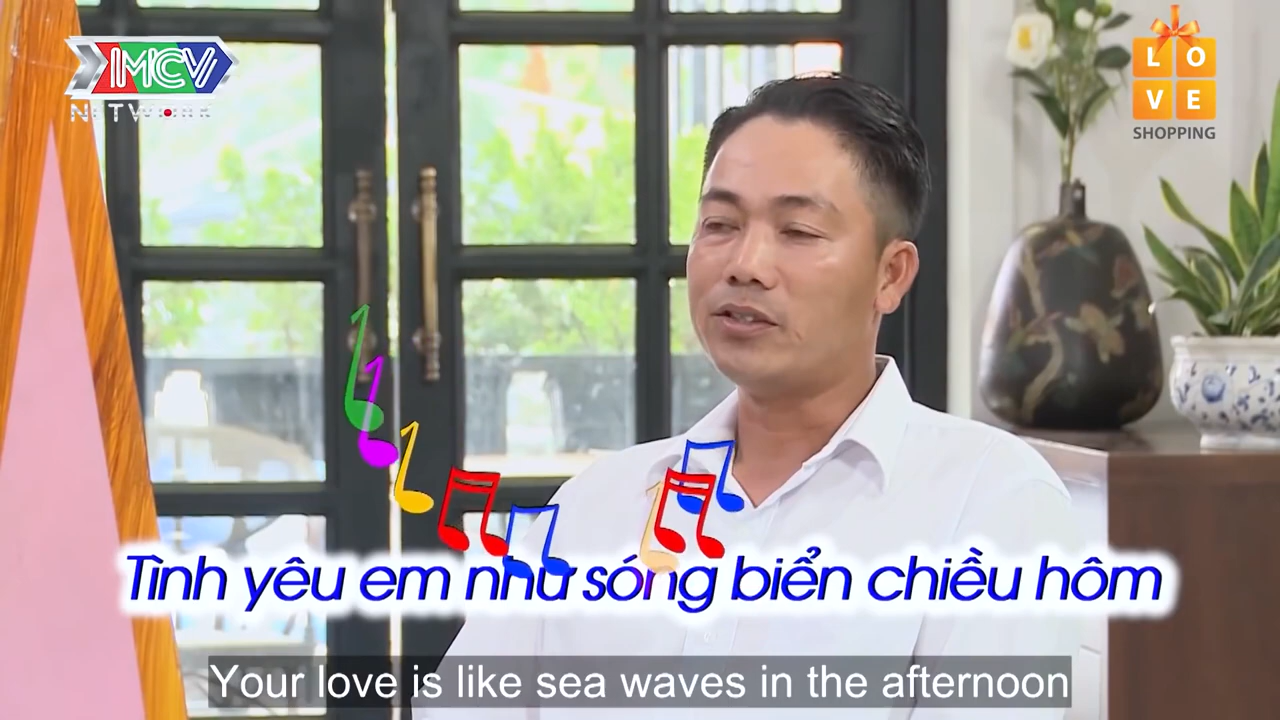 MCV
NETWORK
L O
V E
SHOPPING
Tình yêu em như sóng biển chiều hôm
Your love is like sea waves in the afternoon